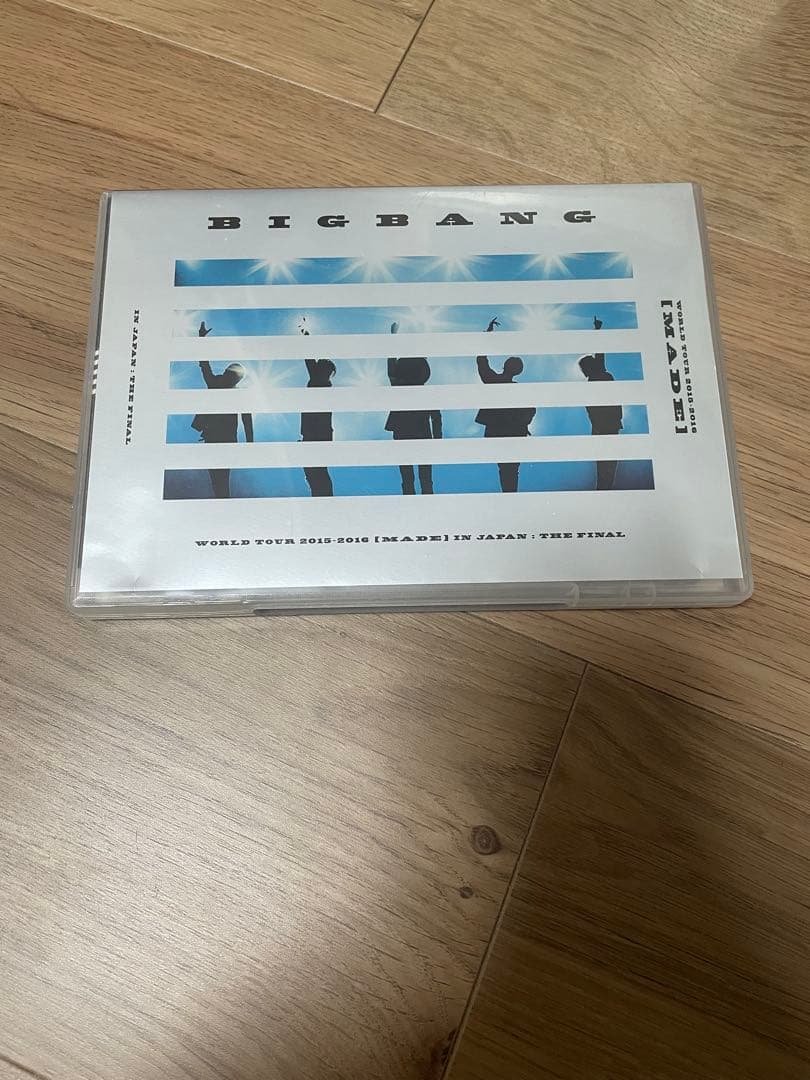 BIGBANG
WORLD TOUR 2015-2016
[MADE]
IN JAPAN : THE FINAL
WORLD TOUR 2015-2016 [MADE] IN JAPAN : THE FINAL